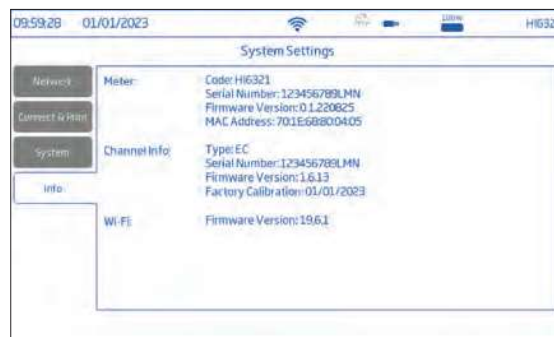 09:59:28 01/01/2023 100% HI632
System Settings
Network
Connect & Print
System
Info
Meter: Code: HI6321
Serial Number: 123456789LMN
Firmware Version: 0.1.220825
MAC Address: 70:1E:68:80:04:05
Channel Info: Type: EC
Serial Number: 123456789LMN
Firmware Version: 1.6.13
Factory Calibration: 01/01/2023
Wi-Fi: Firmware Version: 19.6.1